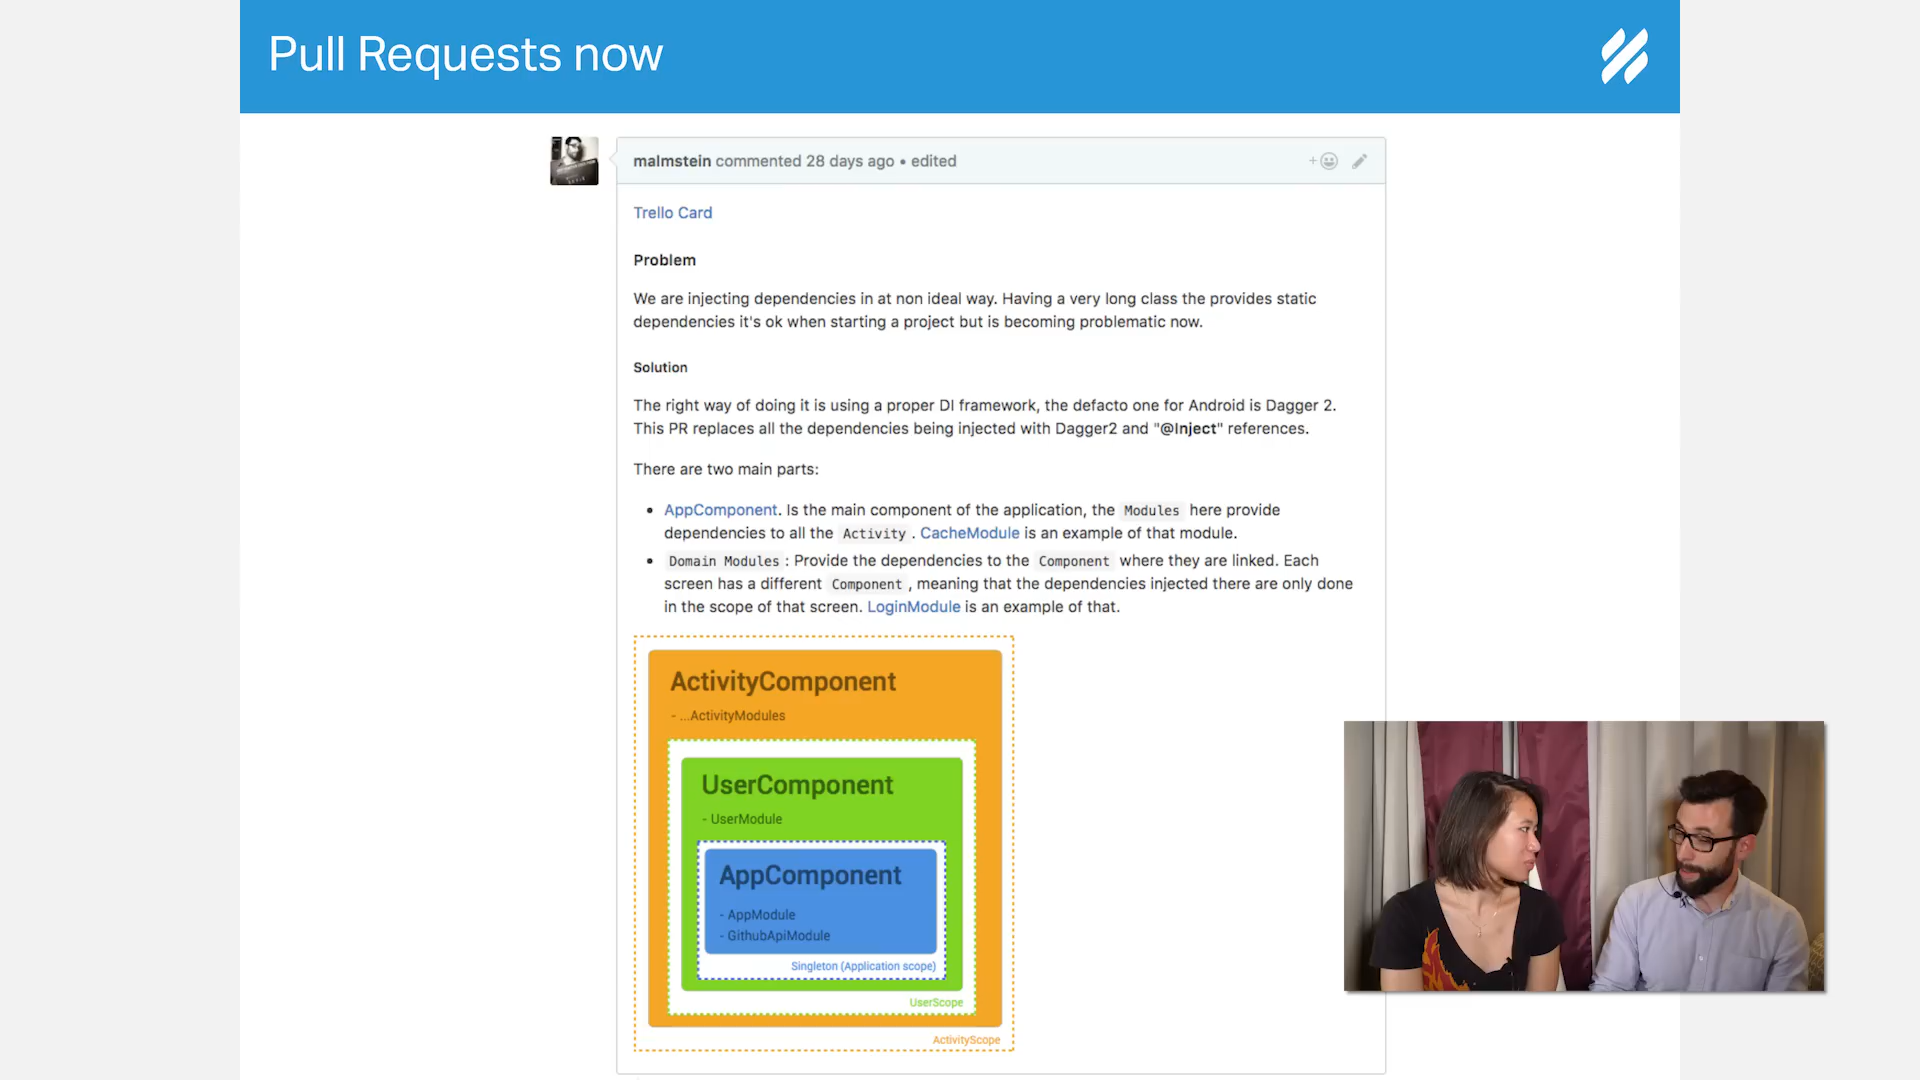 Pull Requests now
malmstein commented 28 days ago • edited
Trello Card
Problem
We are injecting dependencies in at non ideal way. Having a very long class the provides static
dependencies it's ok when starting a project but is becoming problematic now.
Solution
The right way of doing it is using a proper DI framework, the defacto one for Android is Dagger 2.
This PR replaces all the dependencies being injected with Dagger2 and "@Inject" references.
There are two main parts:
• AppComponent. Is the main component of the application, the Modules here provide
dependencies to all the Activity . CacheModule is an example of that module.
• Domain Modules : Provide the dependencies to the Component where they are linked. Each
screen has a different Component , meaning that the dependencies injected there are only done
in the scope of that screen. LoginModule is an example of that.
ActivityComponent
- ...ActivityModules
UserComponent
- UserModule
AppComponent
- AppModule
- GithubApiModule
Singleton (Application scope)
UserScope
ActivityScope